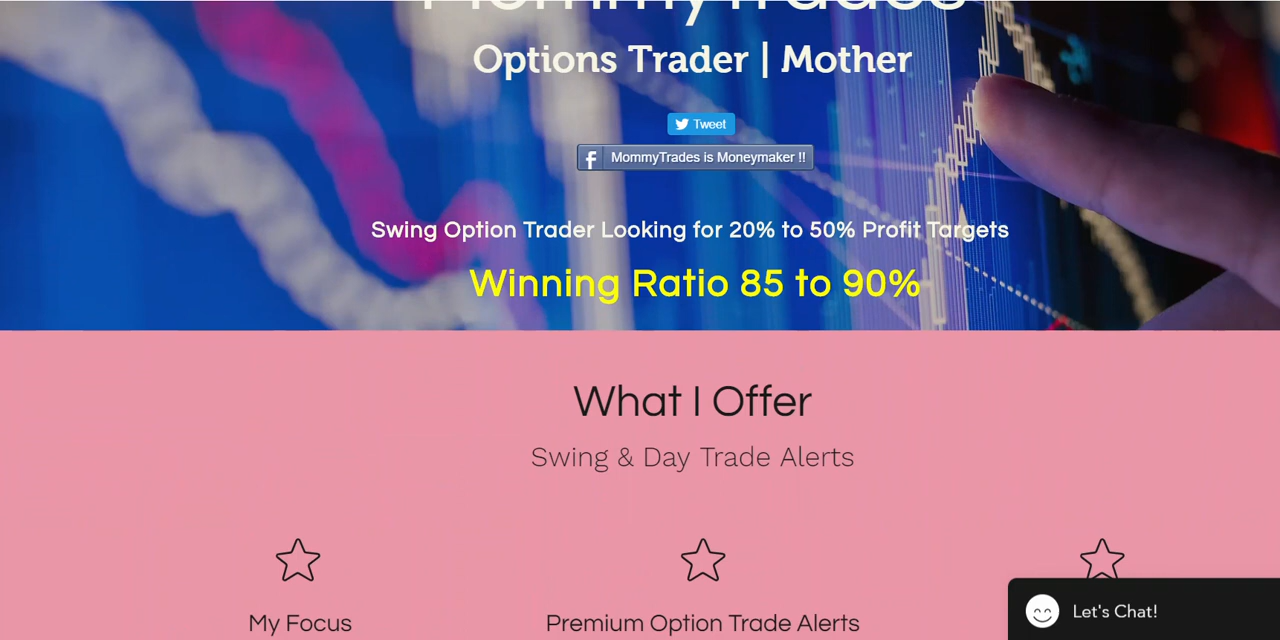 MommyTrades
Options Trader | Mother
Tweet
MommyTrades is Moneymaker !!
Swing Option Trader Looking for 20% to 50% Profit Targets
Winning Ratio 85 to 90%
What I Offer
Swing & Day Trade Alerts
My Focus
Premium Option Trade Alerts
Let's Chat!